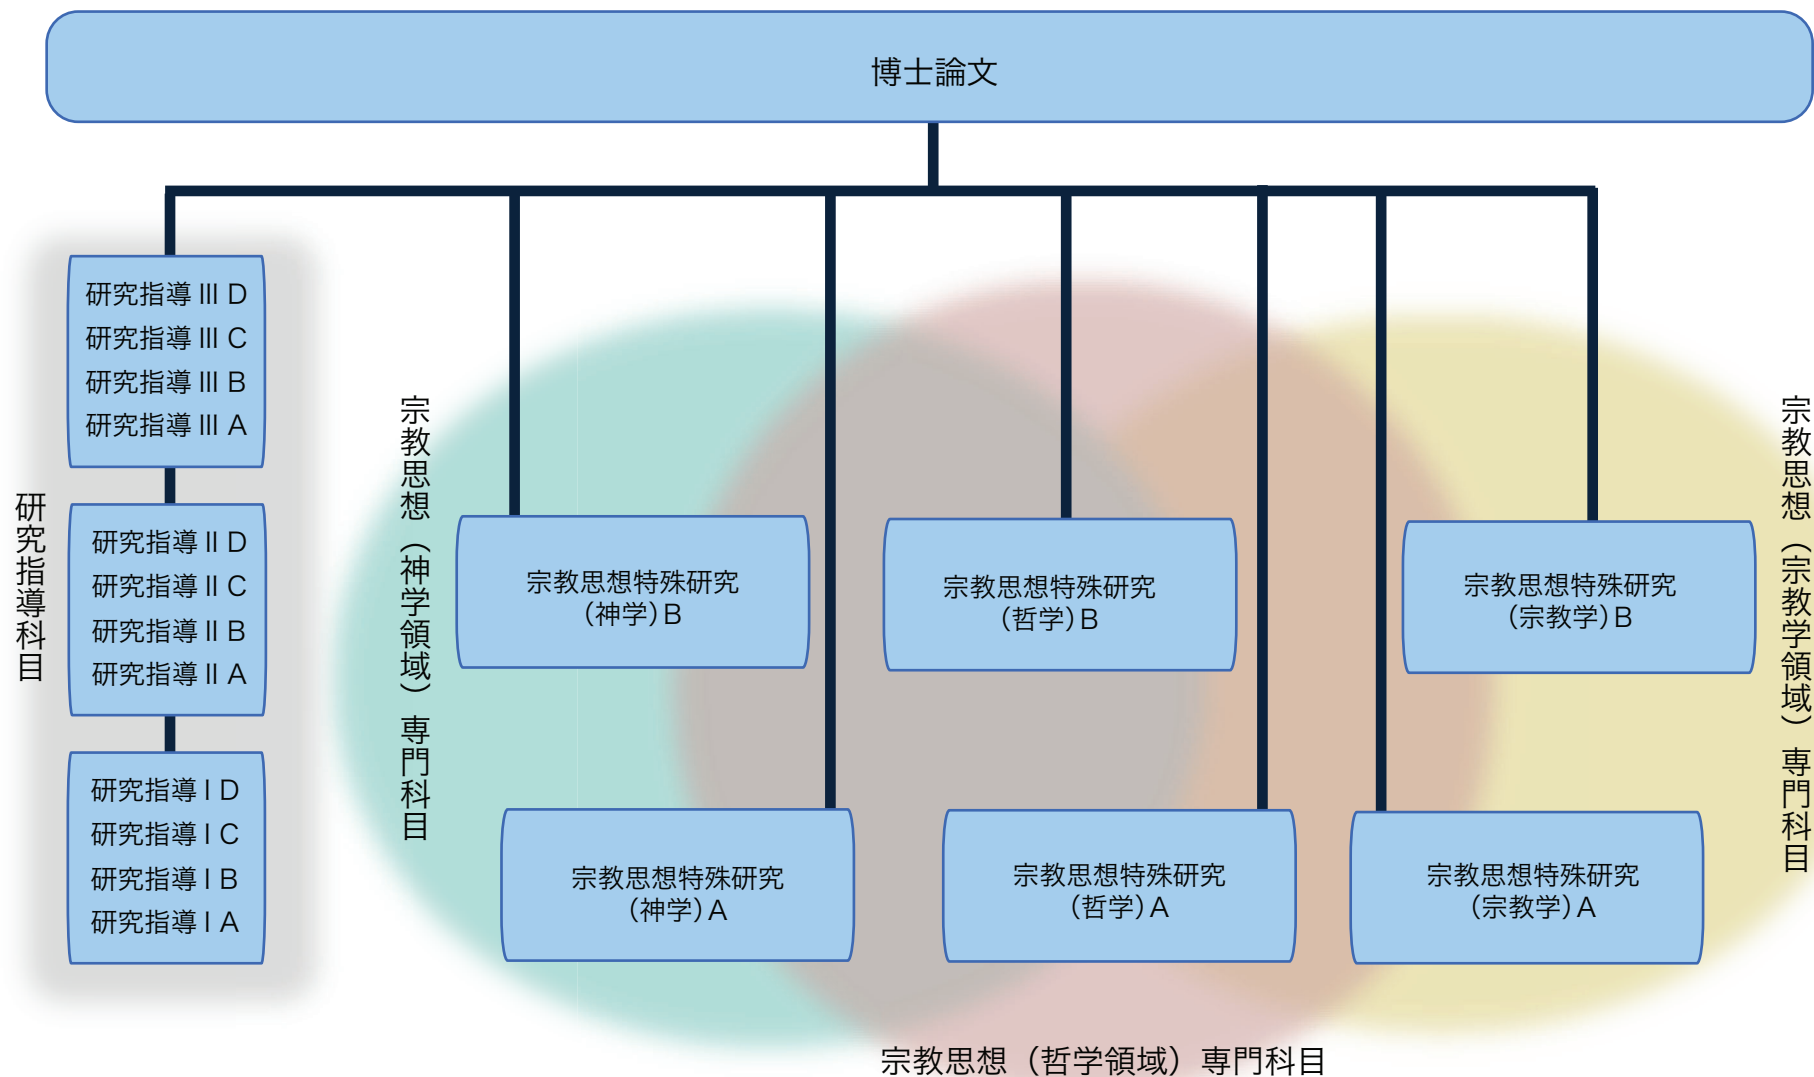 博士論文
研究指導科目
研究指導 III D
研究指導 III C
研究指導 III B
研究指導 III A
研究指導 II D
研究指導 II C
研究指導 II B
研究指導 II A
研究指導 I D
研究指導 I C
研究指導 I B
研究指導 I A
宗教思想（神学領域）専門科目
宗教思想特殊研究
（神学）B
宗教思想特殊研究
（哲学）B
宗教思想特殊研究
（宗教学）B
宗教思想（宗教学領域）専門科目
宗教思想特殊研究
（神学）A
宗教思想特殊研究
（哲学）A
宗教思想特殊研究
（宗教学）A
宗教思想（哲学領域）専門科目